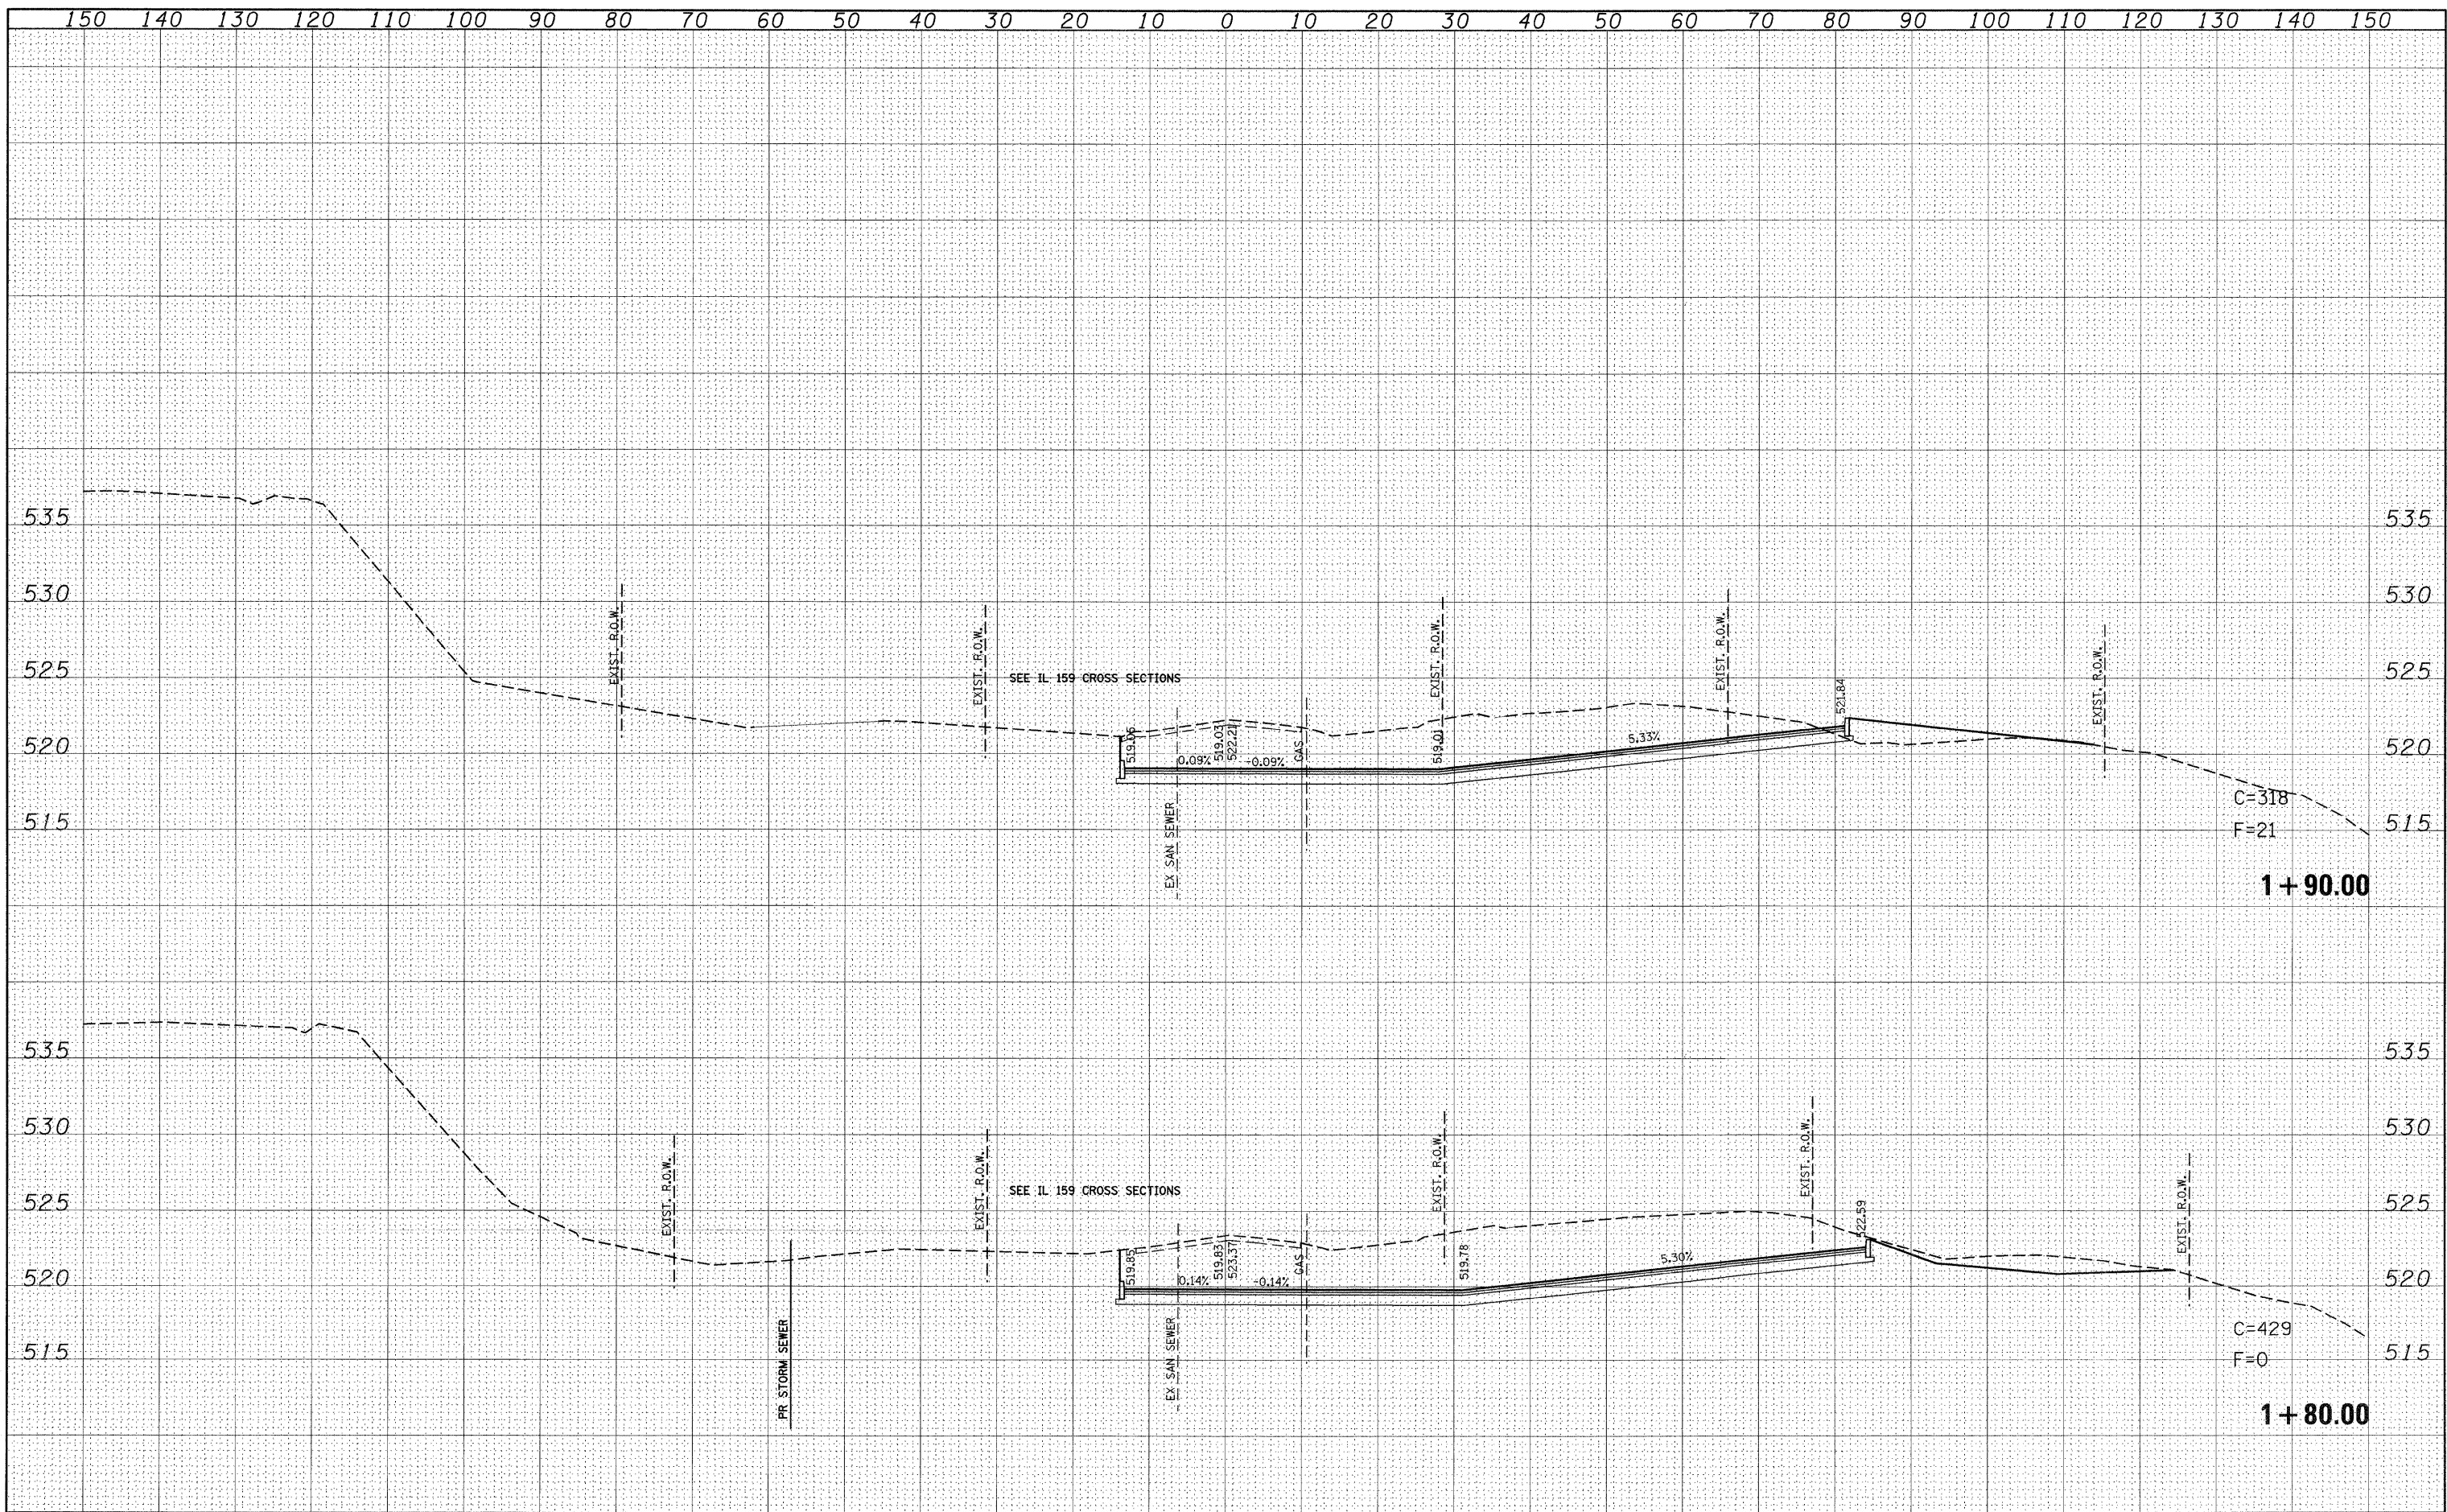 150 140 130 120 110 100 90 80 70 60 50 40 30 20 10 0 10 20 30 40 50 60 70 80 90 100 110 120 130 140 150
535 535
530 530
EXIST. R.O.W.
EXIST. R.O.W.
EXIST. R.O.W.
EXIST. R.O.W.
EXIST. R.O.W.
525 SEE IL 159 CROSS SECTIONS 525
521.84
520 519.06 0.09% 519.03 522.21 -0.09% GAS 519.01 5.33% 520
C=318
515 EX SAN SEWER F=21 515
1+90.00
535 535
530 530
EXIST. R.O.W.
EXIST. R.O.W.
EXIST. R.O.W.
EXIST. R.O.W.
EXIST. R.O.W.
525 SEE IL 159 CROSS SECTIONS 525
522.59
520 519.85 0.14% 519.83 523.37 -0.14% GAS 519.78 5.30% 520
C=429
515 PR STORM SEWER EX SAN SEWER F=0 515
1+80.00